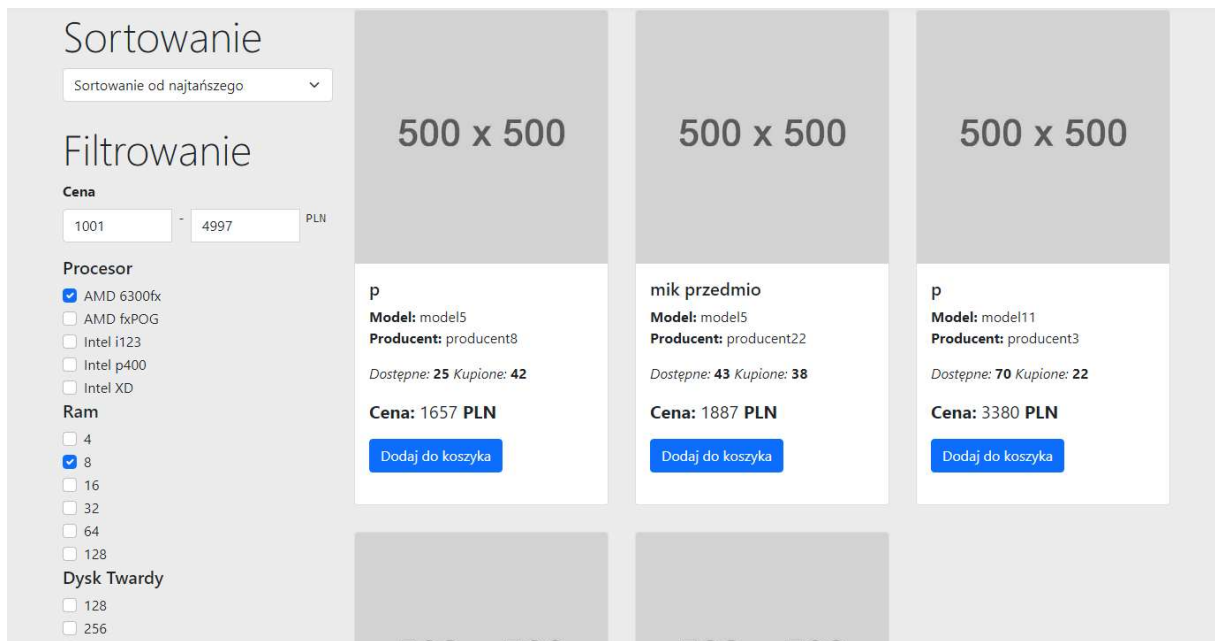 Sortowanie
Sortowanie od najtańszego
Filtrowanie
Cena
1001 - 4997 PLN
Procesor
AMD 6300fx
AMD fxPOG
Intel i123
Intel p400
Intel XD
Ram
4
8
16
32
64
128
Dysk Twardy
128
256
500 x 500
p
Model: model5
Producent: producent8
Dostępne: 25 Kupione: 42
Cena: 1657 PLN
Dodaj do koszyka
500 x 500
mik przedmio
Model: model5
Producent: producent22
Dostępne: 43 Kupione: 38
Cena: 1887 PLN
Dodaj do koszyka
500 x 500
p
Model: model11
Producent: producent3
Dostępne: 70 Kupione: 22
Cena: 3380 PLN
Dodaj do koszyka